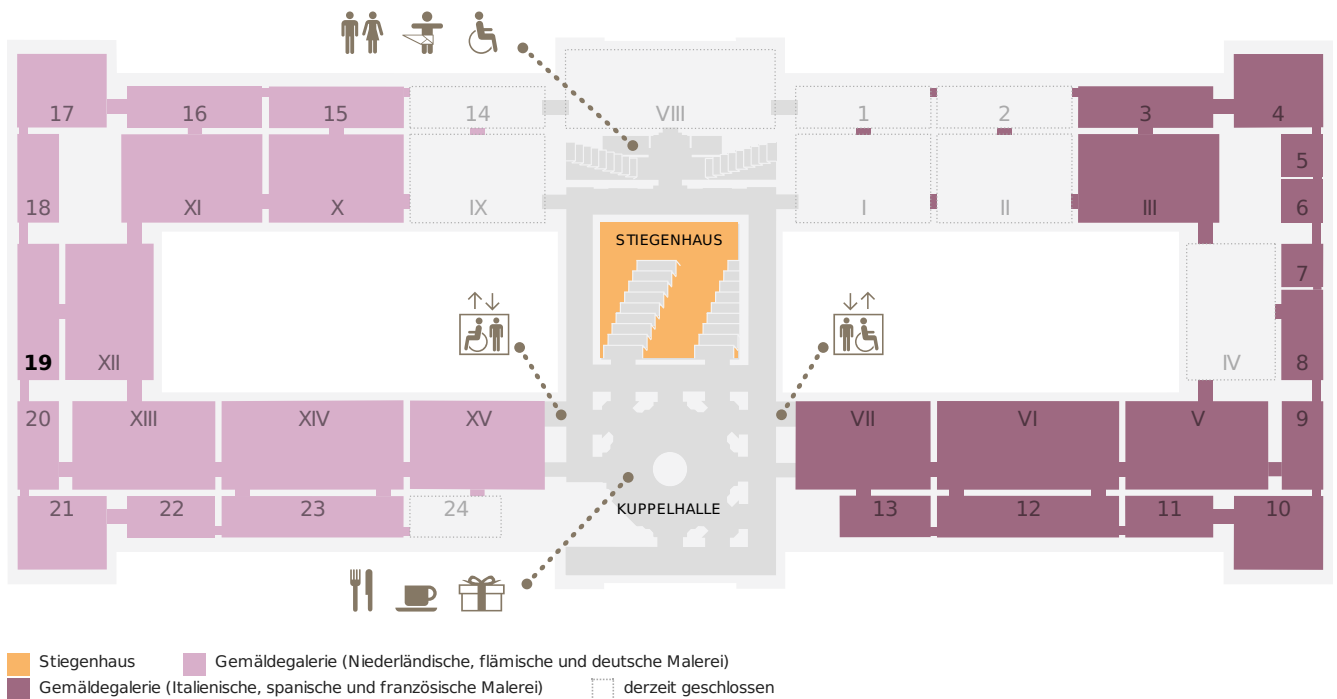 17 16 15 14 VIII 1 2 3 4
5
18 XI X IX I II III 6
STIEGENHAUS
7
19 XII IV 8
20 XIII XIV XV VII VI V 9
21 22 23 24 KUPPELHALLE 13 12 11 10
Stiegenhaus Gemäldegalerie (Niederländische, flämische und deutsche Malerei)
Gemäldegalerie (Italienische, spanische und französische Malerei) derzeit geschlossen